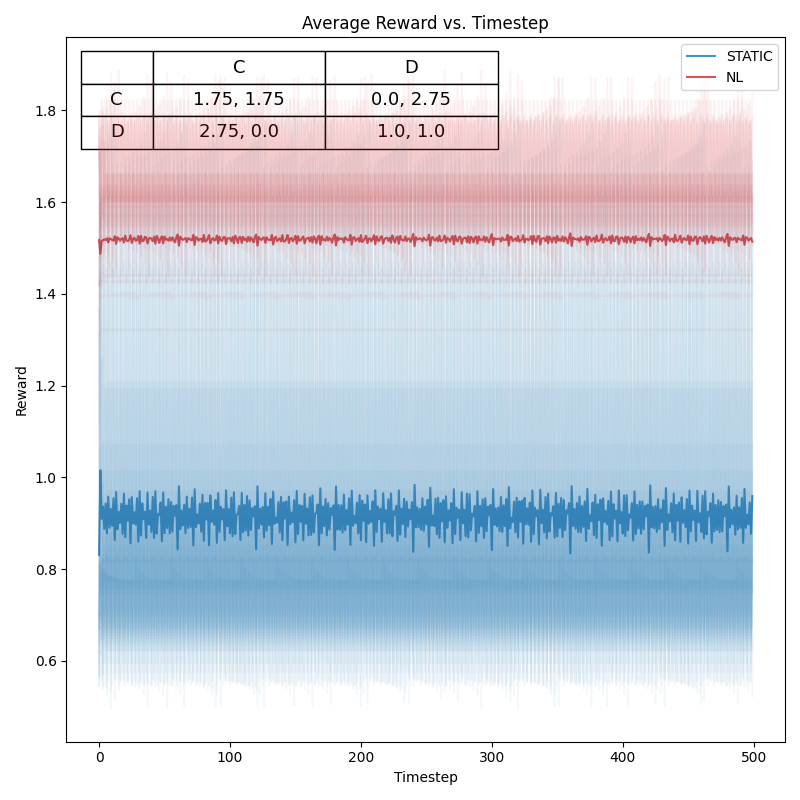 Average Reward vs. Timestep
STATIC
NL
C D
C 1.75, 1.75 0.0, 2.75
D 2.75, 0.0 1.0, 1.0
1.8
1.6
1.4
1.2
1.0
0.8
0.6
Reward
0 100 200 300 400 500
Timestep